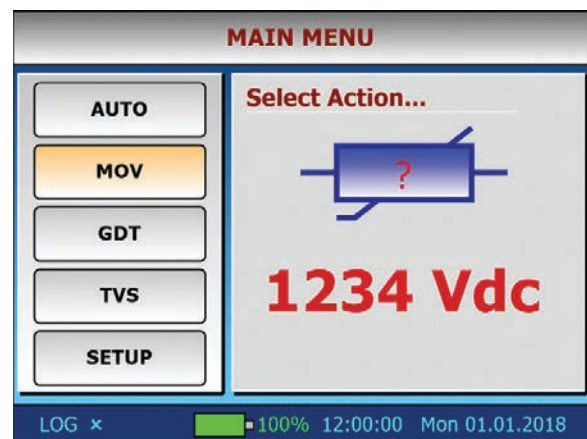 MAIN MENU
AUTO
MOV
GDT
TVS
SETUP
Select Action...
?
1234 Vdc
LOG × 100% 12:00:00 Mon 01.01.2018